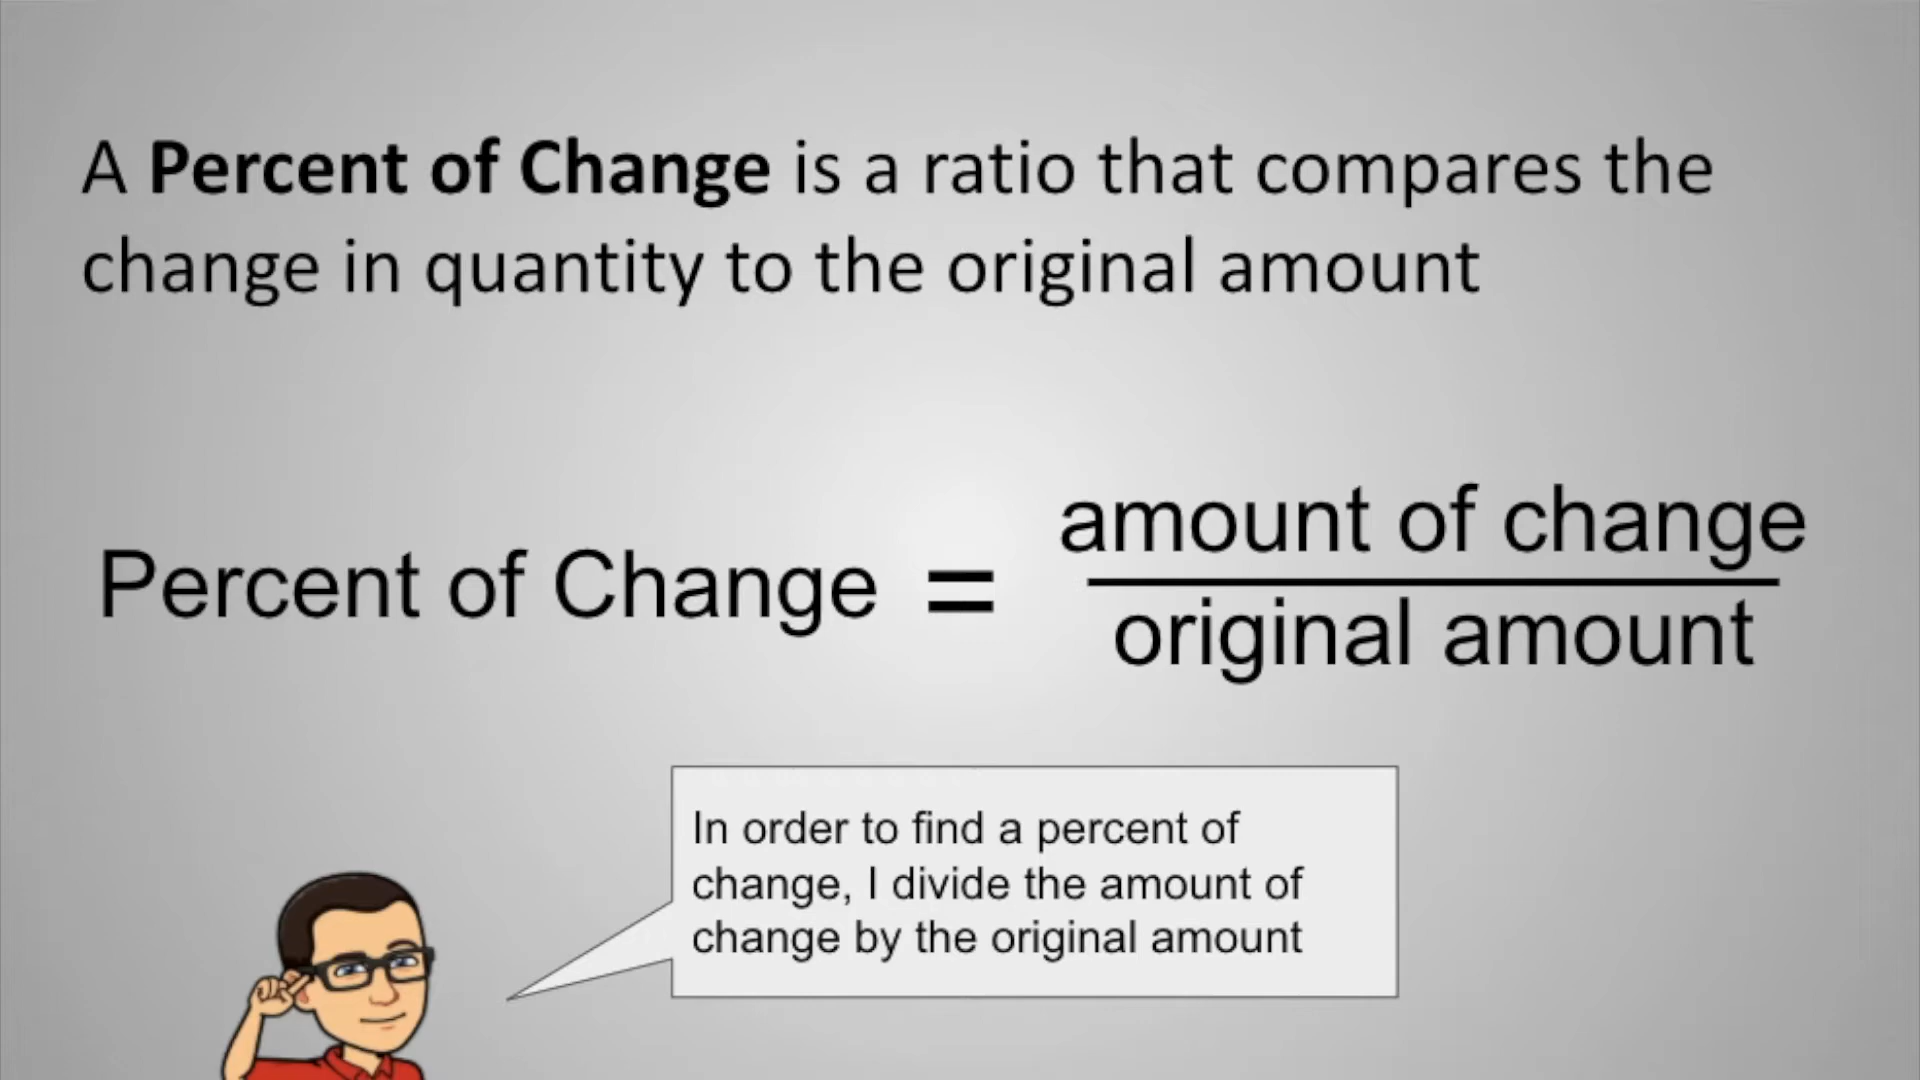 A Percent of Change is a ratio that compares the
change in quantity to the original amount
Percent of Change = amount of change
original amount
In order to find a percent of
change, I divide the amount of
change by the original amount